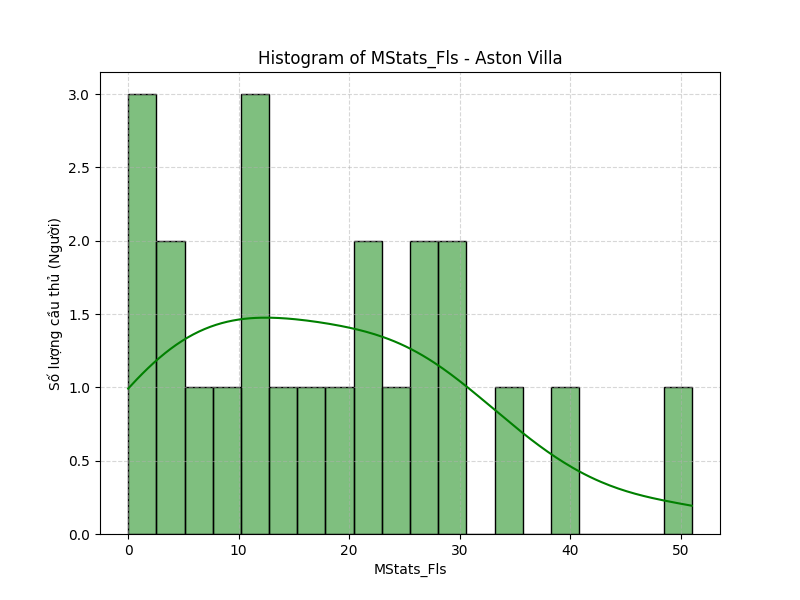 Histogram of MStats_Fls - Aston Villa
Số lượng cầu thủ (Người)
3.0
2.5
2.0
1.5
1.0
0.5
0.0
0 10 20 30 40 50
MStats_Fls